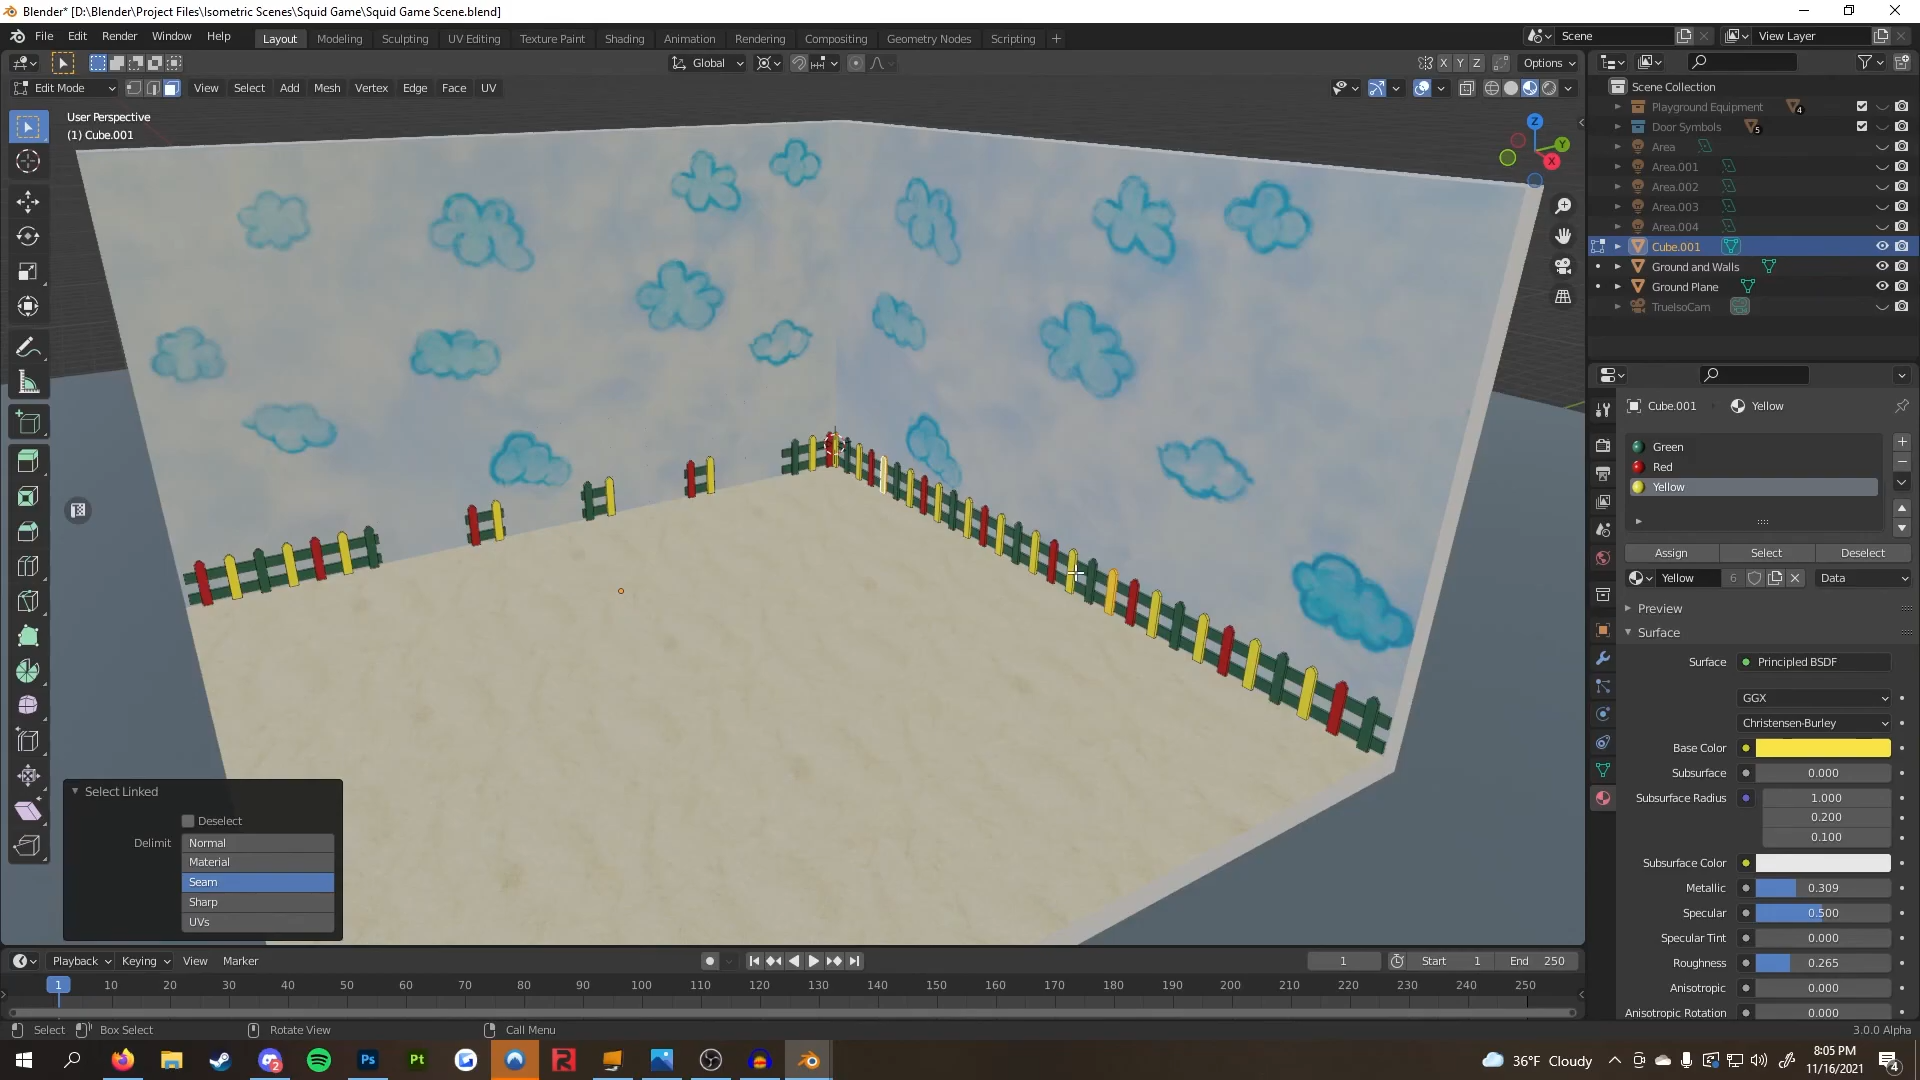 Blender* [D:\Blender\Project Files\Isometric Scenes\Squid Game\Squid Game Scene.blend]
File Edit Render Window Help
Layout Modeling Sculpting UV Editing Texture Paint Shading Animation Rendering Compositing Geometry Nodes Scripting +
Scene
View Layer
Global
X Y Z
Options
Edit Mode
View Select Add Mesh Vertex Edge Face UV
User Perspective
(1) Cube.001
Z
Y
X
Scene Collection
Playground Equipment 4
Door Symbols 5
Area
Area.001
Area.002
Area.003
Area.004
Cube.001
Ground and Walls
Ground Plane
TrueIsoCam
Cube.001
Yellow
Green
Red
Yellow
Assign Select Deselect
Yellow 6 Data
Preview
Surface
Surface Principled BSDF
GGX
Christensen-Burley
Base Color
Subsurface 0.000
Subsurface Radius 1.000
0.200
0.100
Subsurface Color
Metallic 0.309
Specular 0.500
Specular Tint 0.000
Roughness 0.265
Anisotropic 0.000
Anisotropic Rotation 0.000
Select Linked
Deselect
Delimit Normal
Material
Seam
Sharp
UVs
Playback Keying View Marker
1
Start 1
End 250
1 10 20 30 40 50 60 70 80 90 100 110 120 130 140 150 160 170 180 190 200 210 220 230 240 250
Select
Box Select
Rotate View
Call Menu
3.0.0 Alpha
2
Ps
Pt
36°F Cloudy
8:05 PM
11/16/2021
4